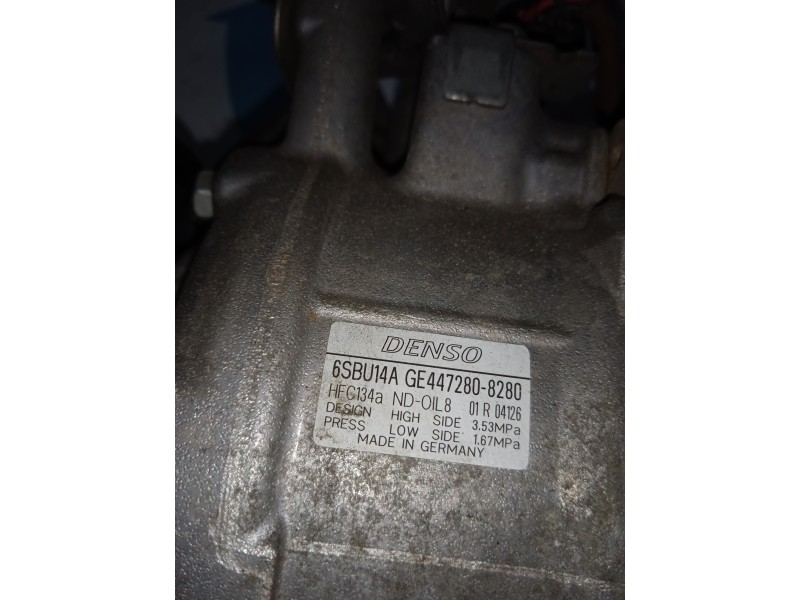 DENSO
6SBU14A GE447280-8280
HFC134a ND-OIL8 01 R 04126
DESIGN HIGH SIDE 3.53MPa
PRESS LOW SIDE 1.67MPa
MADE IN GERMANY